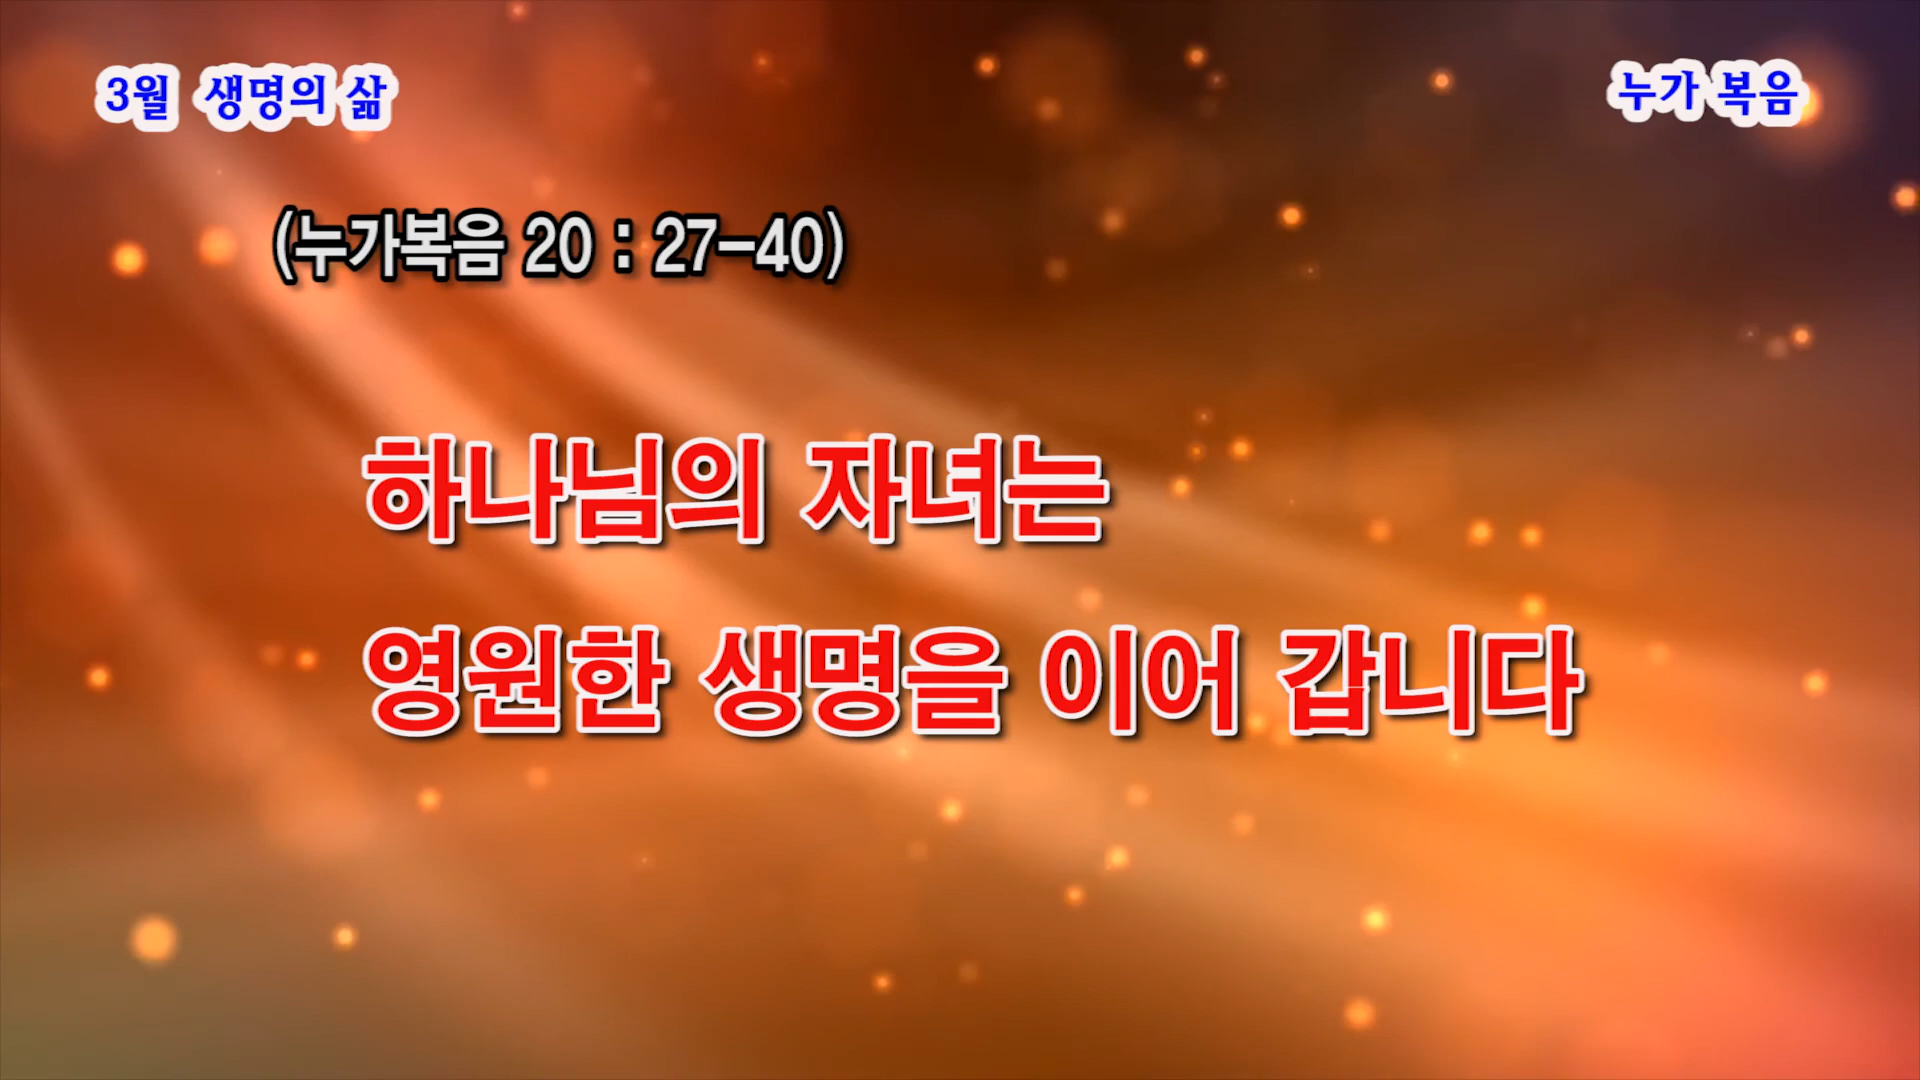 3월 생명의 삶
누가 복음
(누가복음 20 : 27-40)
하나님의 자녀는
영원한 생명을 이어 갑니다